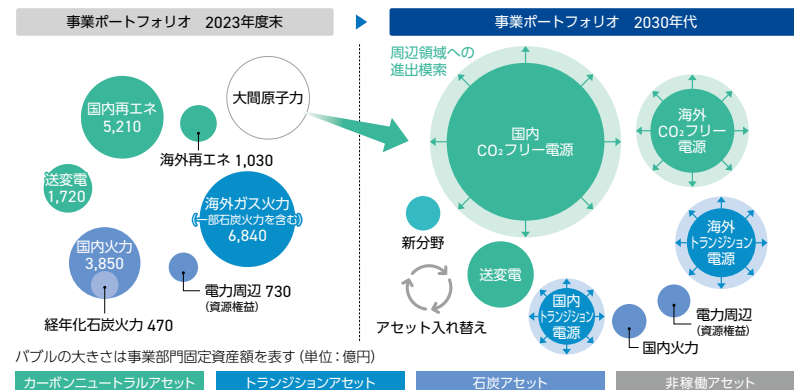 事業ポートフォリオ 2023年度末
事業ポートフォリオ 2030年代
国内再エネ
5,210
大間原子力
海外再エネ 1,030
送変電
1,720
海外ガス火力
(一部石炭火力を含む)
6,840
国内火力
3,850
電力周辺 730
(資源権益)
経年化石炭火力 470
周辺領域への
進出模索
国内
CO₂フリー電源
海外
CO₂フリー
電源
新分野
海外
トランジション
電源
送変電
アセット入れ替え
国内
トランジション
電源
電力周辺
(資源権益)
国内火力
バブルの大きさは事業部門固定資産額を表す(単位:億円)
カーボンニュートラルアセット
トランジションアセット
石炭アセット
非稼働アセット